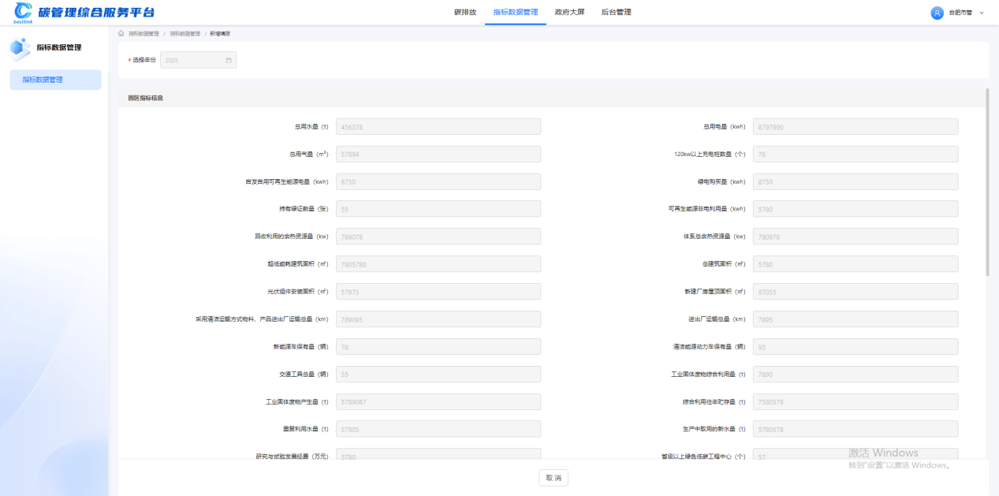 碳管理综合服务平台
bestlink
碳排放 指标数据管理 政府大屏 后台管理
合肥市管
指标数据管理
指标数据管理
指标数据管理 / 指标数据管理 / 新增填报
* 选择年份 2025
园区指标信息
总用水量 (t) 456378 总用电量 (kwh) 8797890
总用气量 (m³) 57894 120kw以上充电桩数量 (个) 78
自发自用可再生能源电量 (kwh) 8750 绿电购买量 (kwh) 8750
持有绿证数量 (张) 55 可再生能源非电利用量 (kwh) 5780
回收利用的余热资源量 (kw) 789078 体系总余热资源量 (kw) 780978
超低能耗建筑面积 (㎡) 7805780 总建筑面积 (㎡) 5780
光伏组件安装面积 (㎡) 57875 新建厂房屋顶面积 (㎡) 87055
采用清洁运输方式物料、产品进出厂运输总量 (km) 789095 进出厂运输总量 (km) 7895
新能源车保有量 (辆) 78 清洁能源动力车保有量 (辆) 95
交通工具总量 (辆) 55 工业固体废物综合利用量 (t) 7890
工业固体废物产生量 (t) 5789087 综合利用往年贮存量 (t) 7580578
重复利用水量 (t) 57805 生产中取用的新水量 (t) 5780578
研究与试验发展经费 (万元) 5780 省级以上绿色低碳工程中心 (个) 57
取 消
激活 Windows
转到"设置"以激活 Windows。